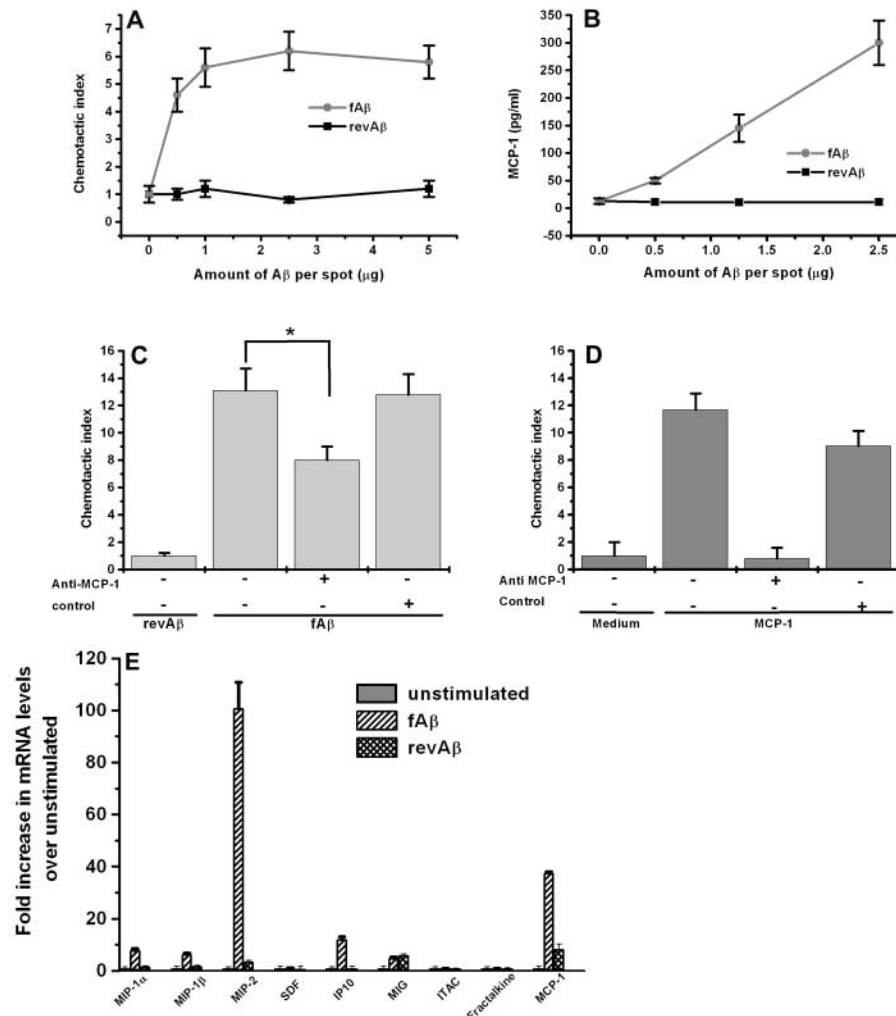 A
Chemotactic index
7
6
5
4
3
2
1
0
fAβ
revAβ
0 1 2 3 4 5
Amount of Aβ per spot (μg)
B
MCP-1 (pg/ml)
350
300
250
200
150
100
50
0
-50
fAβ
revAβ
0.0 0.5 1.0 1.5 2.0 2.5
Amount of Aβ per spot (μg)
C
*
Chemotactic index
16
14
12
10
8
6
4
2
0
Anti-MCP-1 - - + -
control - - - +
revAβ fAβ
D
Chemotactic index
16
14
12
10
8
6
4
2
0
Anti MCP-1 - - + -
Control - - - +
Medium MCP-1
E
Fold increase in mRNA levels
over unstimulated
120
100
80
60
40
20
0
unstimulated
fAβ
revAβ
MIP-1α MIP-1β MIP-2 SDF IP10 MIG ITAC Fractalkine MCP-1